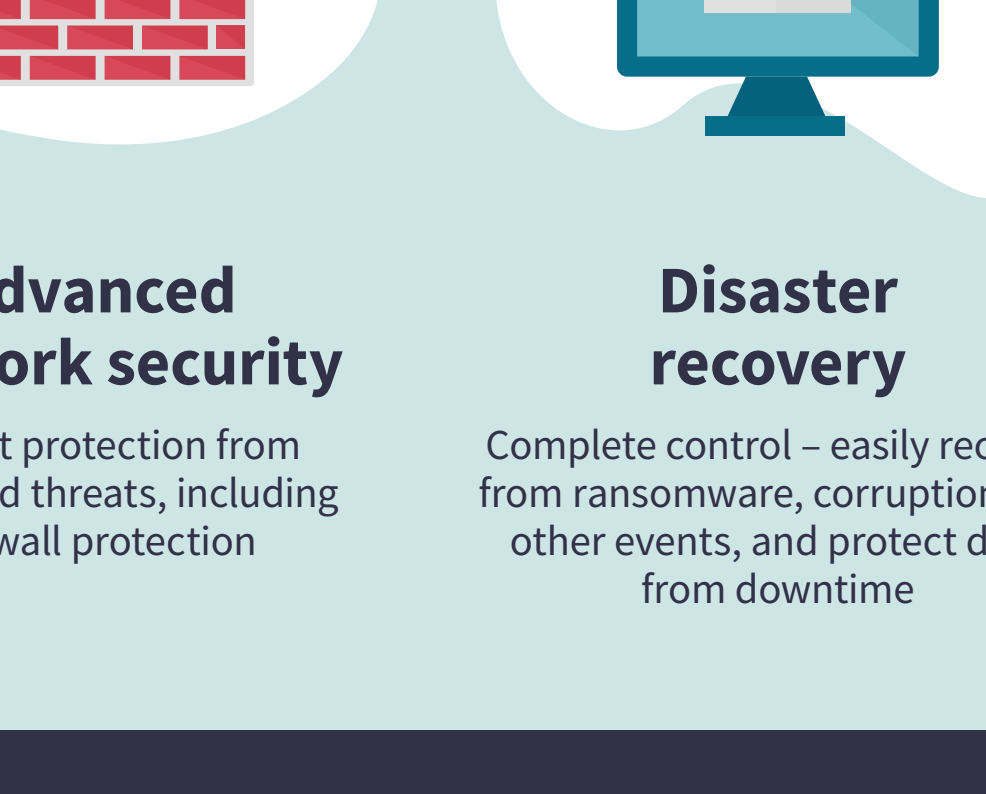 dvanced
ork security
t protection from
d threats, including
wall protection
Disaster
recovery
Complete control – easily rec
from ransomware, corruption
other events, and protect d
from downtime